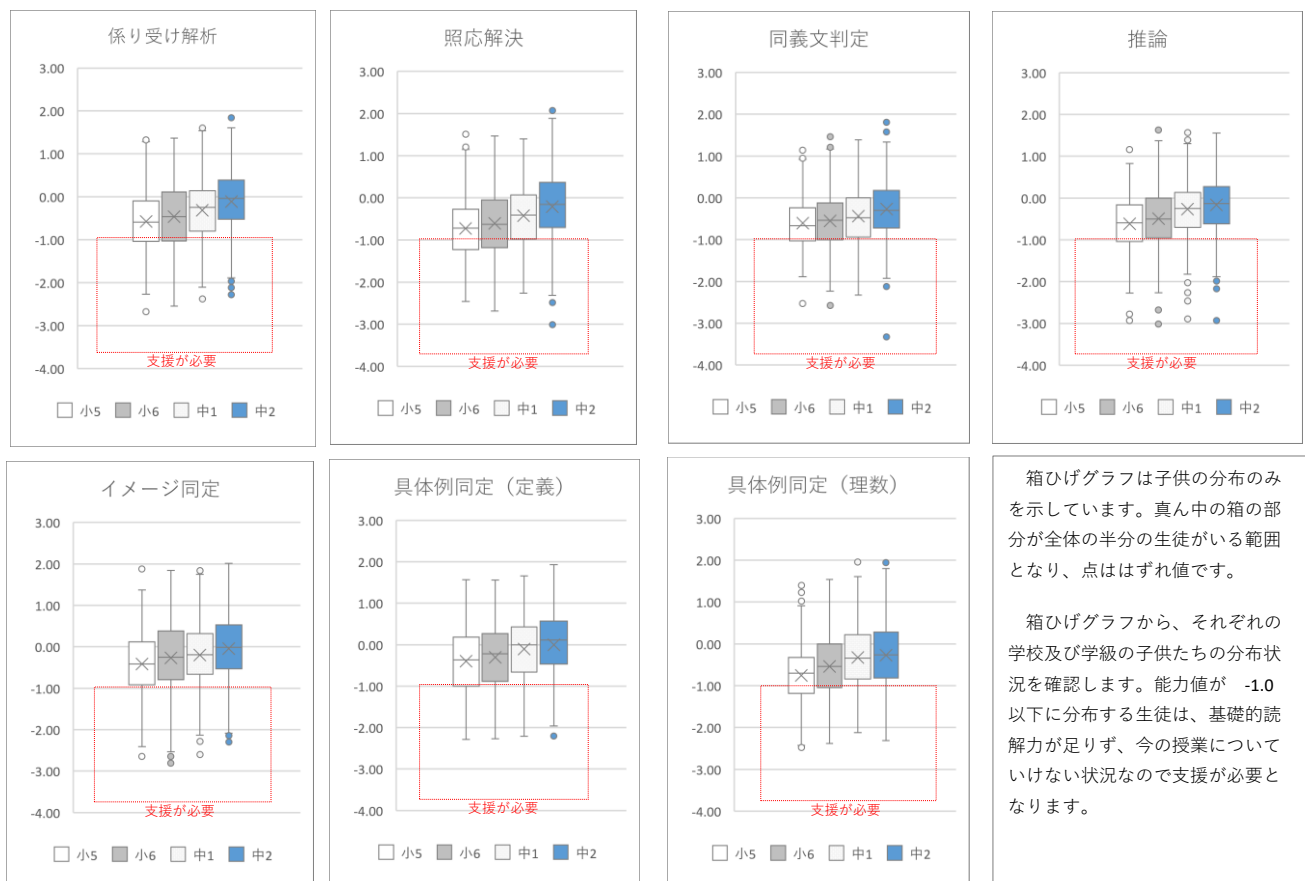 係り受け解析
3.00
2.00
1.00
0.00
-1.00
-2.00
-3.00
-4.00
支援が必要
小5 小6 中1 中2
照応解決
3.00
2.00
1.00
0.00
-1.00
-2.00
-3.00
-4.00
支援が必要
小5 小6 中1 中2
同義文判定
3.00
2.00
1.00
0.00
-1.00
-2.00
-3.00
-4.00
支援が必要
小5 小6 中1 中2
推論
3.00
2.00
1.00
0.00
-1.00
-2.00
-3.00
-4.00
支援が必要
小5 小6 中1 中2
イメージ同定
3.00
2.00
1.00
0.00
-1.00
-2.00
-3.00
-4.00
支援が必要
小5 小6 中1 中2
具体例同定（定義）
3.00
2.00
1.00
0.00
-1.00
-2.00
-3.00
-4.00
支援が必要
小5 小6 中1 中2
具体例同定（理数）
3.00
2.00
1.00
0.00
-1.00
-2.00
-3.00
-4.00
支援が必要
小5 小6 中1 中2
箱ひげグラフは子供の分布のみ
を示しています。真ん中の箱の部
分が全体の半分の生徒がいる範囲
となり、点ははずれ値です。
箱ひげグラフから、それぞれの
学校及び学級の子供たちの分布状
況を確認します。能力値が -1.0
以下に分布する生徒は、基礎的読
解力が足りず、今の授業について
いけない状況なので支援が必要と
なります。